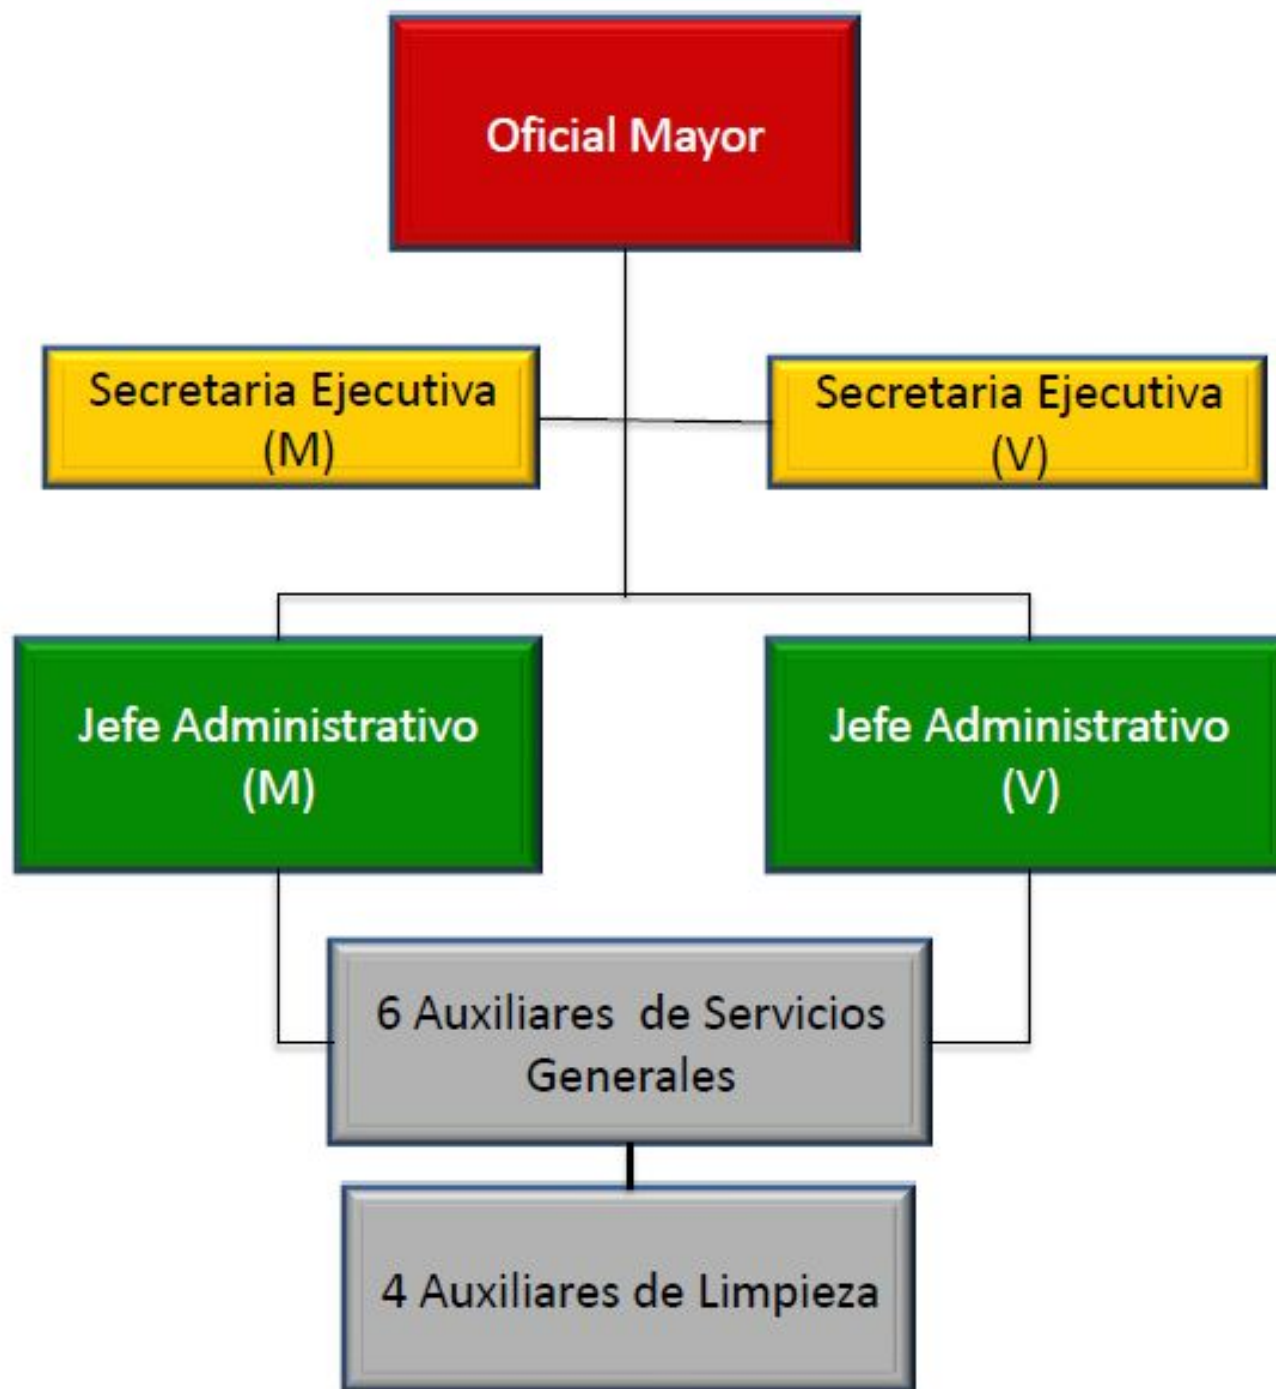 Oficial Mayor
Secretaria Ejecutiva
(M)
Secretaria Ejecutiva
(V)
Jefe Administrativo
(M)
Jefe Administrativo
(V)
6 Auxiliares de Servicios
Generales
4 Auxiliares de Limpieza